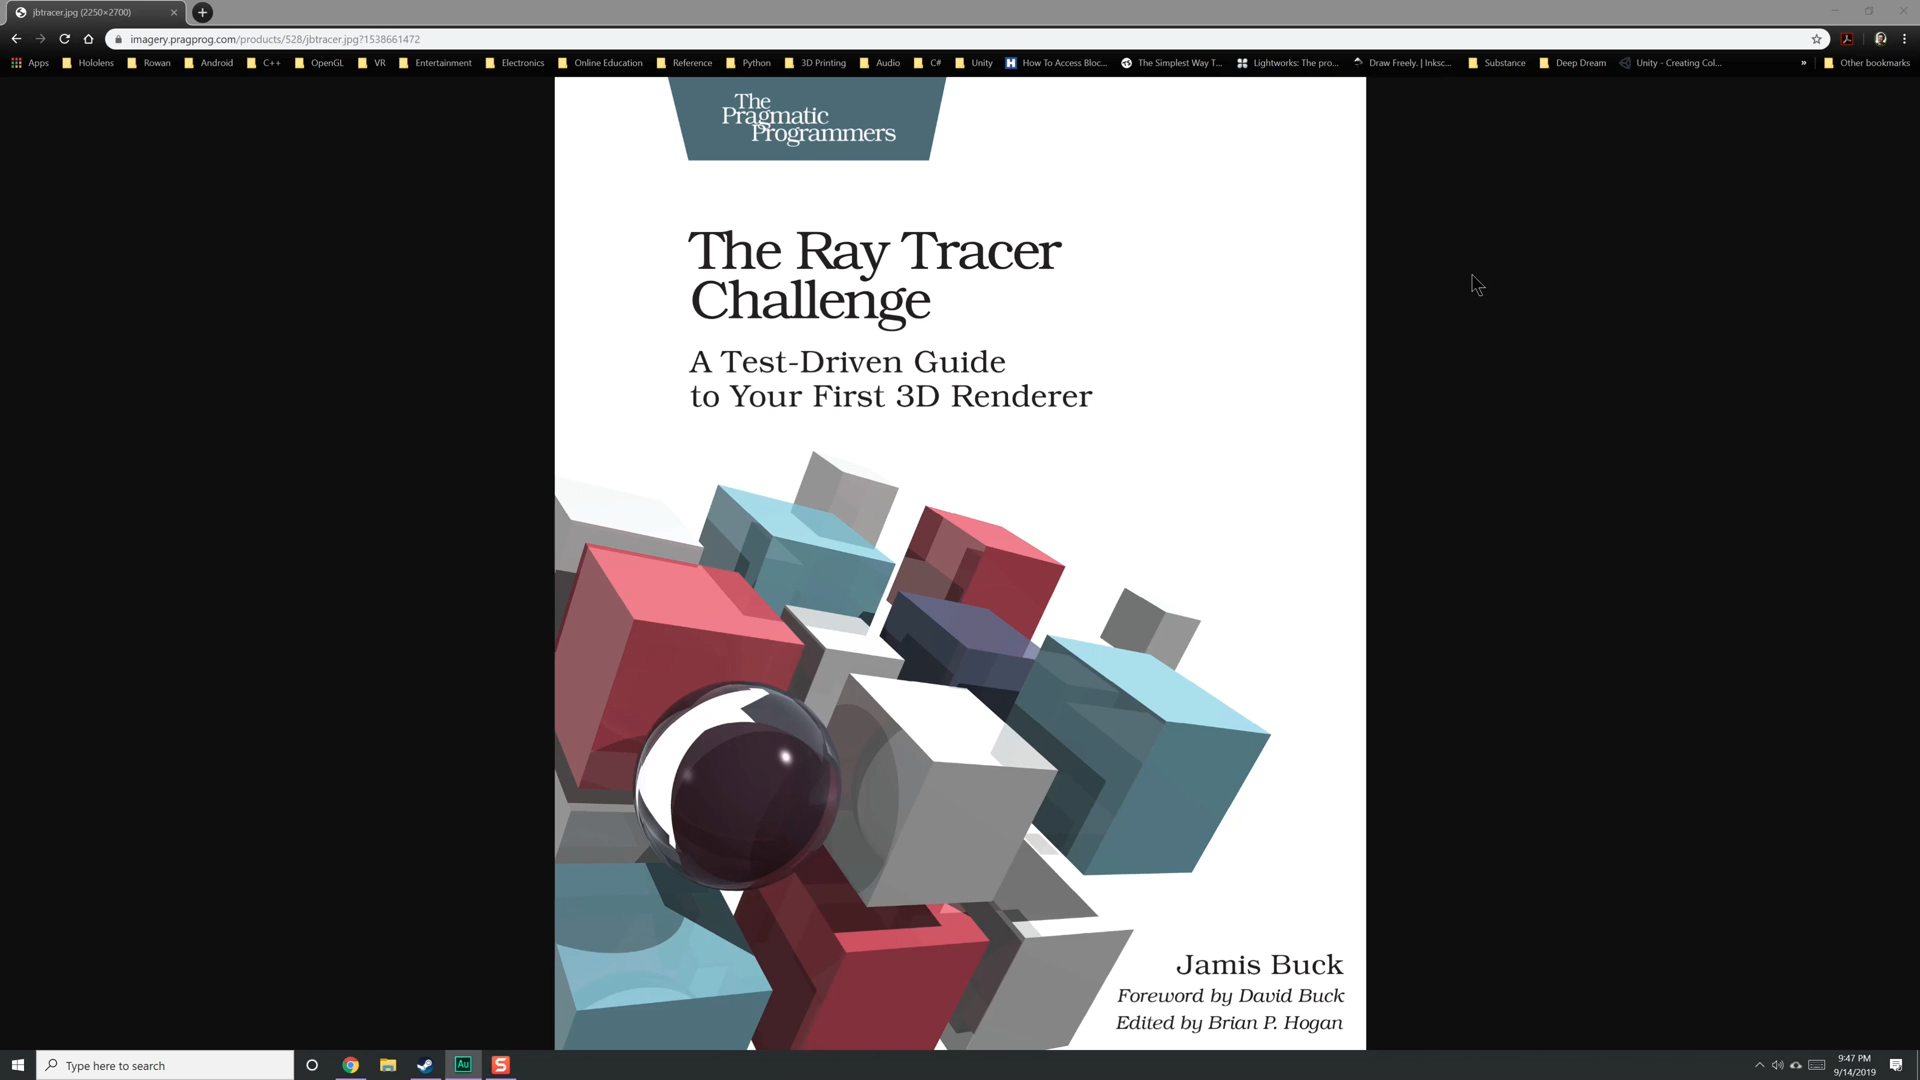 jbtracer.jpg (2250×2700)
imagery.pragprog.com/products/528/jbtracer.jpg?1538661472
Apps Hololens Rowan Android C++ OpenGL VR Entertainment Electronics Online Education Reference Python 3D Printing Audio C# Unity How To Access Bloc... The Simplest Way T... Lightworks: The pro... Draw Freely. | Inksc... Substance Deep Dream Unity - Creating Col... » Other bookmarks
The
Pragmatic
Programmers
The Ray Tracer
Challenge
A Test-Driven Guide
to Your First 3D Renderer
Jamis Buck
Foreword by David Buck
Edited by Brian P. Hogan
Type here to search
Au
S
9:47 PM
9/14/2019